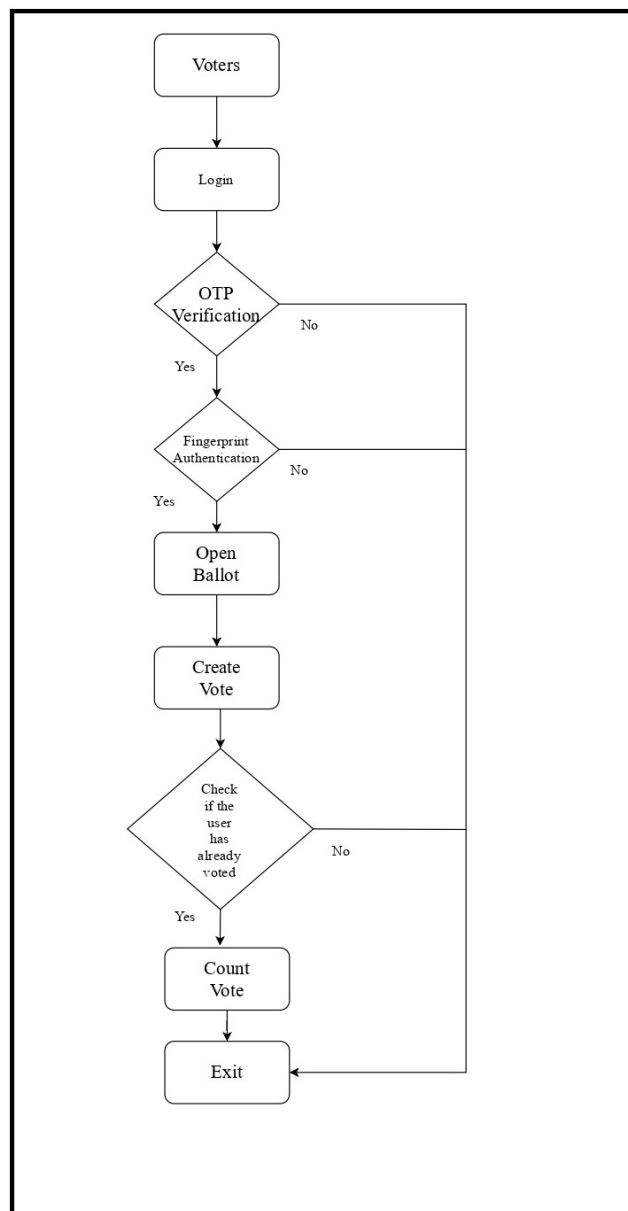 Voters
Login
OTP
Verification
No
Yes
Fingerprint
Authentication
No
Yes
Open
Ballot
Create
Vote
Check
if the
user
has
already
voted
No
Yes
Count
Vote
Exit